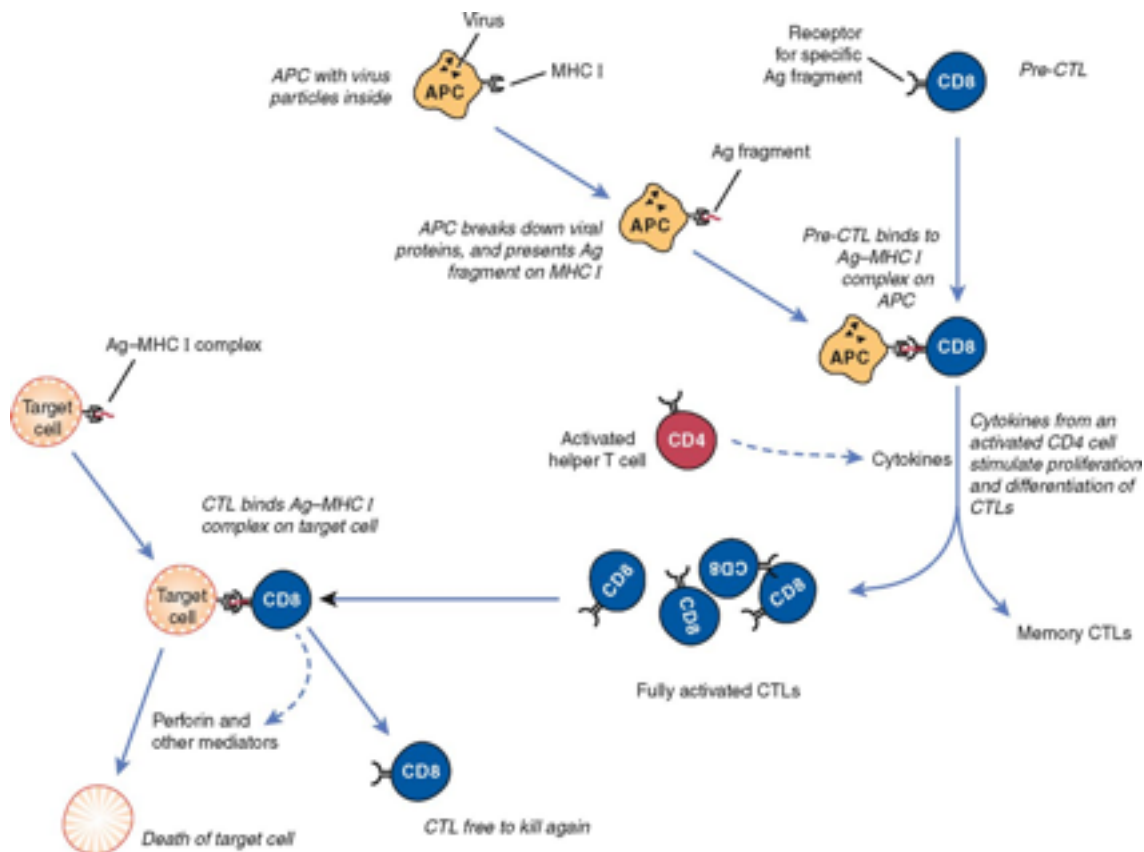 Virus
APC with virus
particles inside
APC
MHC I
Receptor
for specific
Ag fragment
CD8
Pre-CTL
Ag fragment
APC
APC breaks down viral
proteins, and presents Ag
fragment on MHC I
Pre-CTL binds to
Ag–MHC I
complex on
APC
APC
CD8
Ag–MHC I complex
Target
cell
Activated
helper T cell
CD4
Cytokines
Cytokines from an
activated CD4 cell
stimulate proliferation
and differentiation of
CTLs
CTL binds Ag–MHC I
complex on target cell
Target
cell
CD8
CD8
CD8
CD8
CD8
Fully activated CTLs
Memory CTLs
Perforin and
other mediators
CD8
Death of target cell
CTL free to kill again